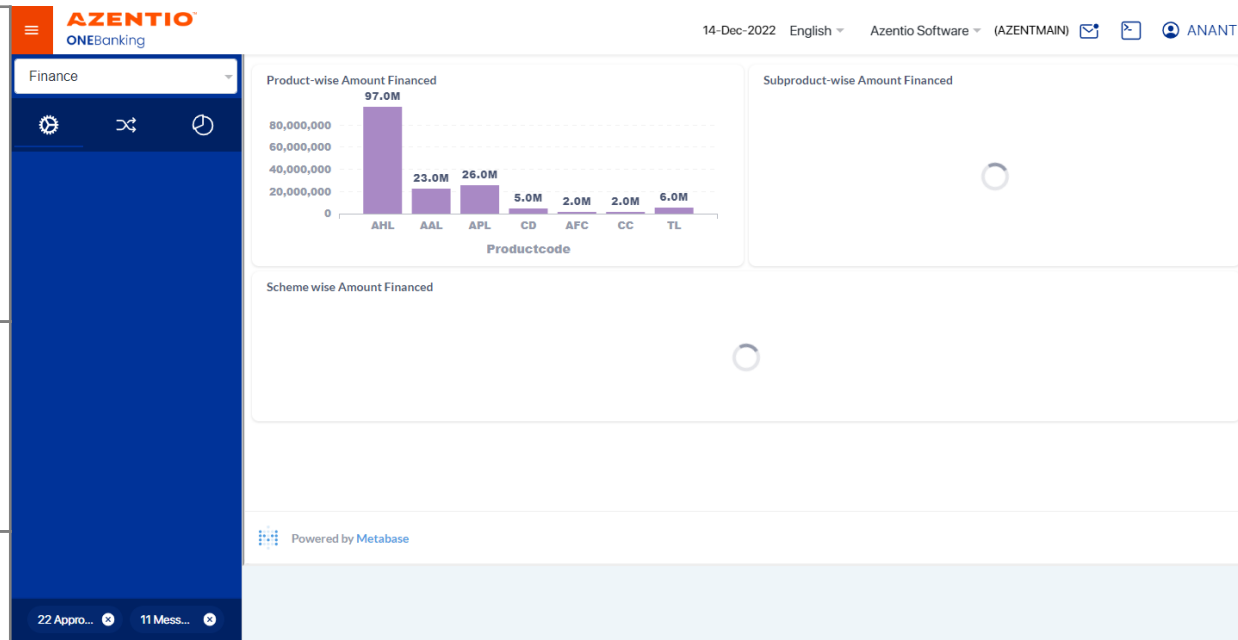 AZENTIO™
ONEBanking
14-Dec-2022 English Azentio Software (AZENTMAIN) ANANT
Finance
Product-wise Amount Financed
97.0M
80,000,000
60,000,000
40,000,000
20,000,000
0
23.0M
26.0M
5.0M
2.0M
2.0M
6.0M
AHL AAL APL CD AFC CC TL
Productcode
Subproduct-wise Amount Financed
Scheme wise Amount Financed
Powered by Metabase
22 Appro... 11 Mess...